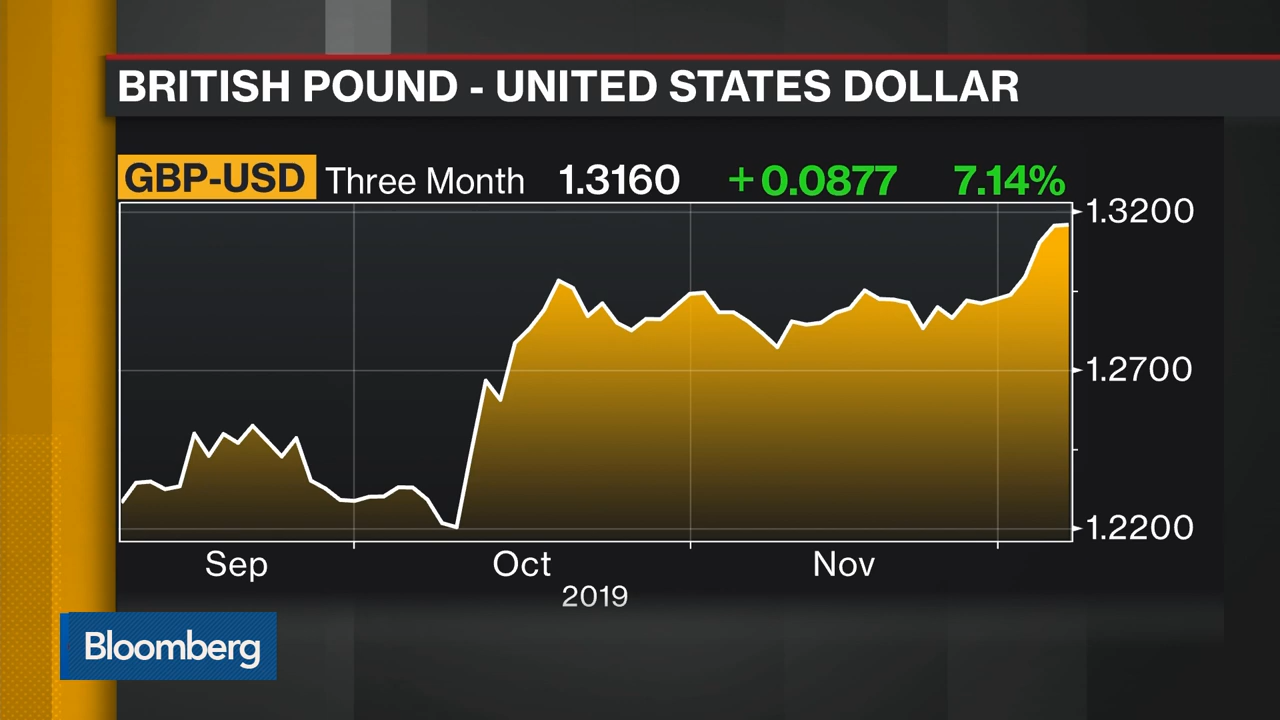 BRITISH POUND - UNITED STATES DOLLAR
GBP-USD Three Month 1.3160 +0.0877 7.14%
1.3200
1.2700
1.2200
Sep Oct Nov
2019
Bloomberg